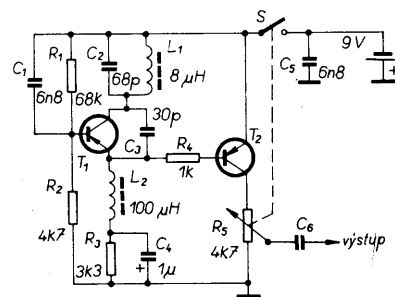 S
C1
6n8
R1
68k
C2
68p
L1
8 µH
C5
6n8
9V
+
30p
C3
T1
T2
R4
1k
L2
100 µH
R2
4k7
R3
3k3
C4
+
1µ
R5
4k7
C6
výstup